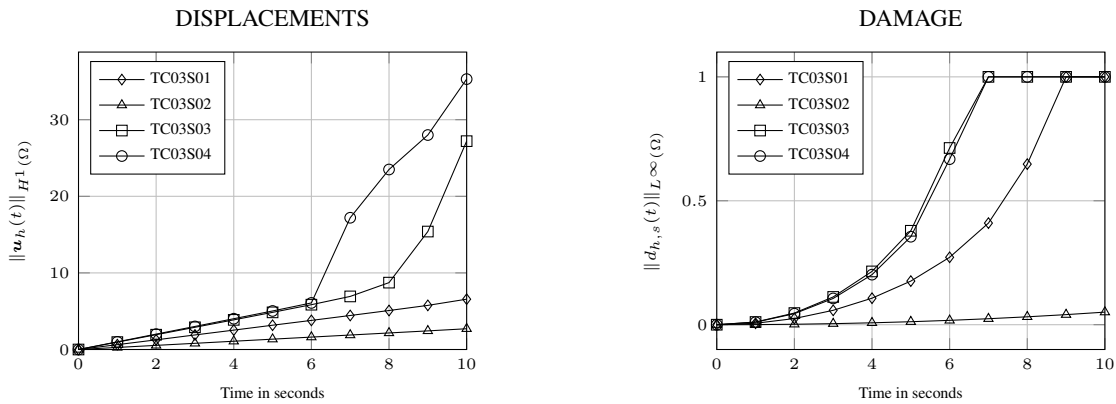 DISPLACEMENTS
TC03S01
TC03S02
TC03S03
TC03S04
30
20
10
0
0 2 4 6 8 10
Time in seconds
‖u_h(t)‖_{H^1(Ω)}
DAMAGE
TC03S01
TC03S02
TC03S03
TC03S04
1
0.5
0
0 2 4 6 8 10
Time in seconds
‖d_{h,s}(t)‖_{L^∞(Ω)}